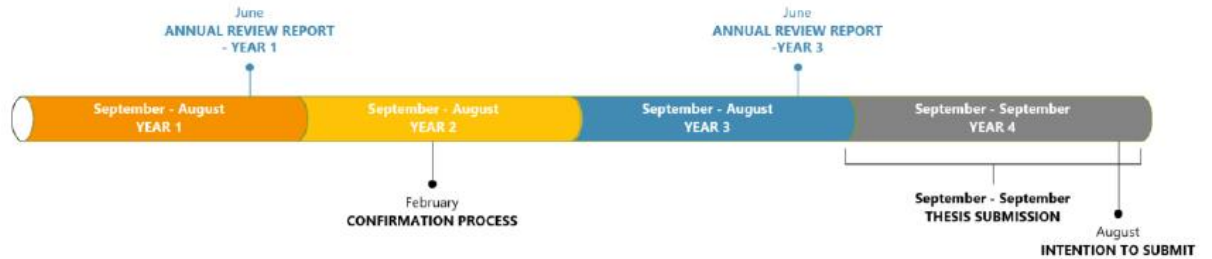 June
ANNUAL REVIEW REPORT
- YEAR 1
June
ANNUAL REVIEW REPORT
-YEAR 3
September - August
YEAR 1
September - August
YEAR 2
September - August
YEAR 3
September - September
YEAR 4
February
CONFIRMATION PROCESS
September - September
THESIS SUBMISSION
August
INTENTION TO SUBMIT